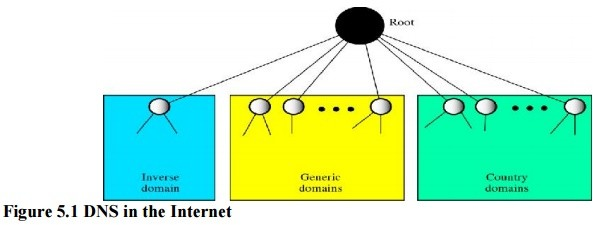 Root
Inverse
domain
Generic
domains
Country
domains
Figure 5.1 DNS in the Internet